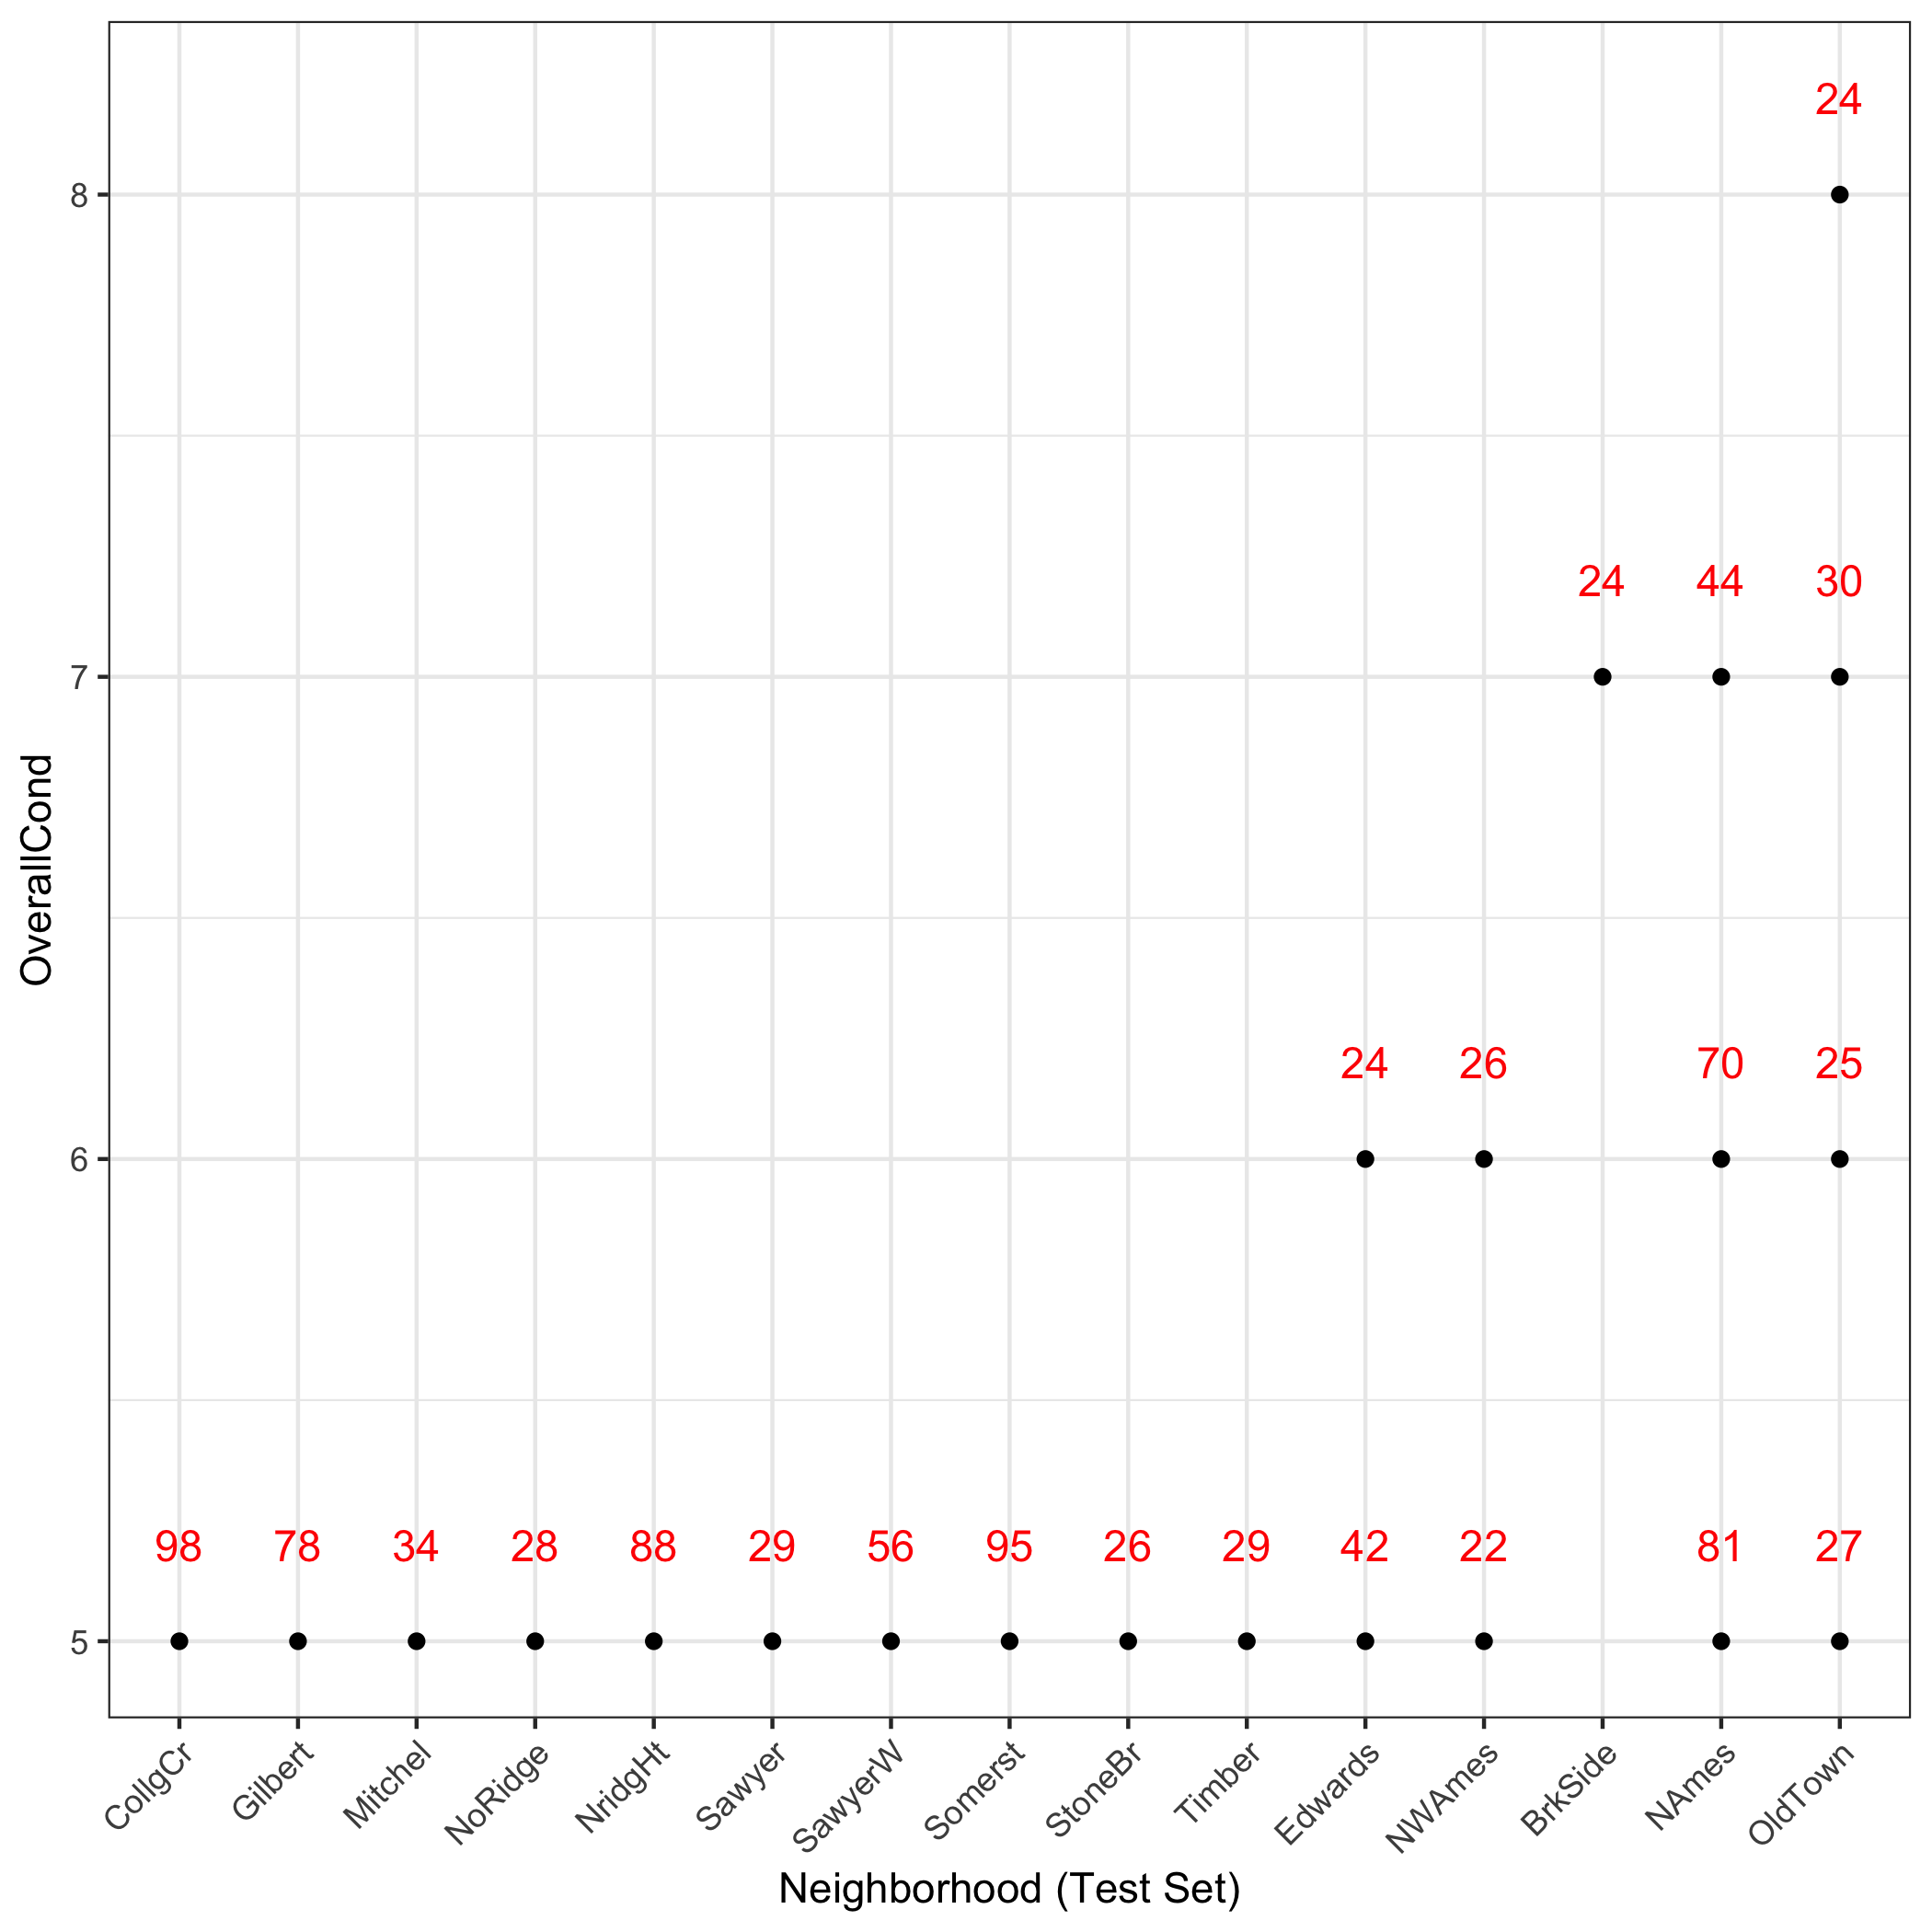 24
8
24 44 30
7
OverallCond
24 26 70 25
6
98 78 34 28 88 29 56 95 26 29 42 22 81 27
5
CollgCr Gilbert Mitchel NoRidge NridgHt Sawyer SawyerW Somerst StoneBr Timber Edwards NWAmes BrkSide NAmes OldTown
Neighborhood (Test Set)